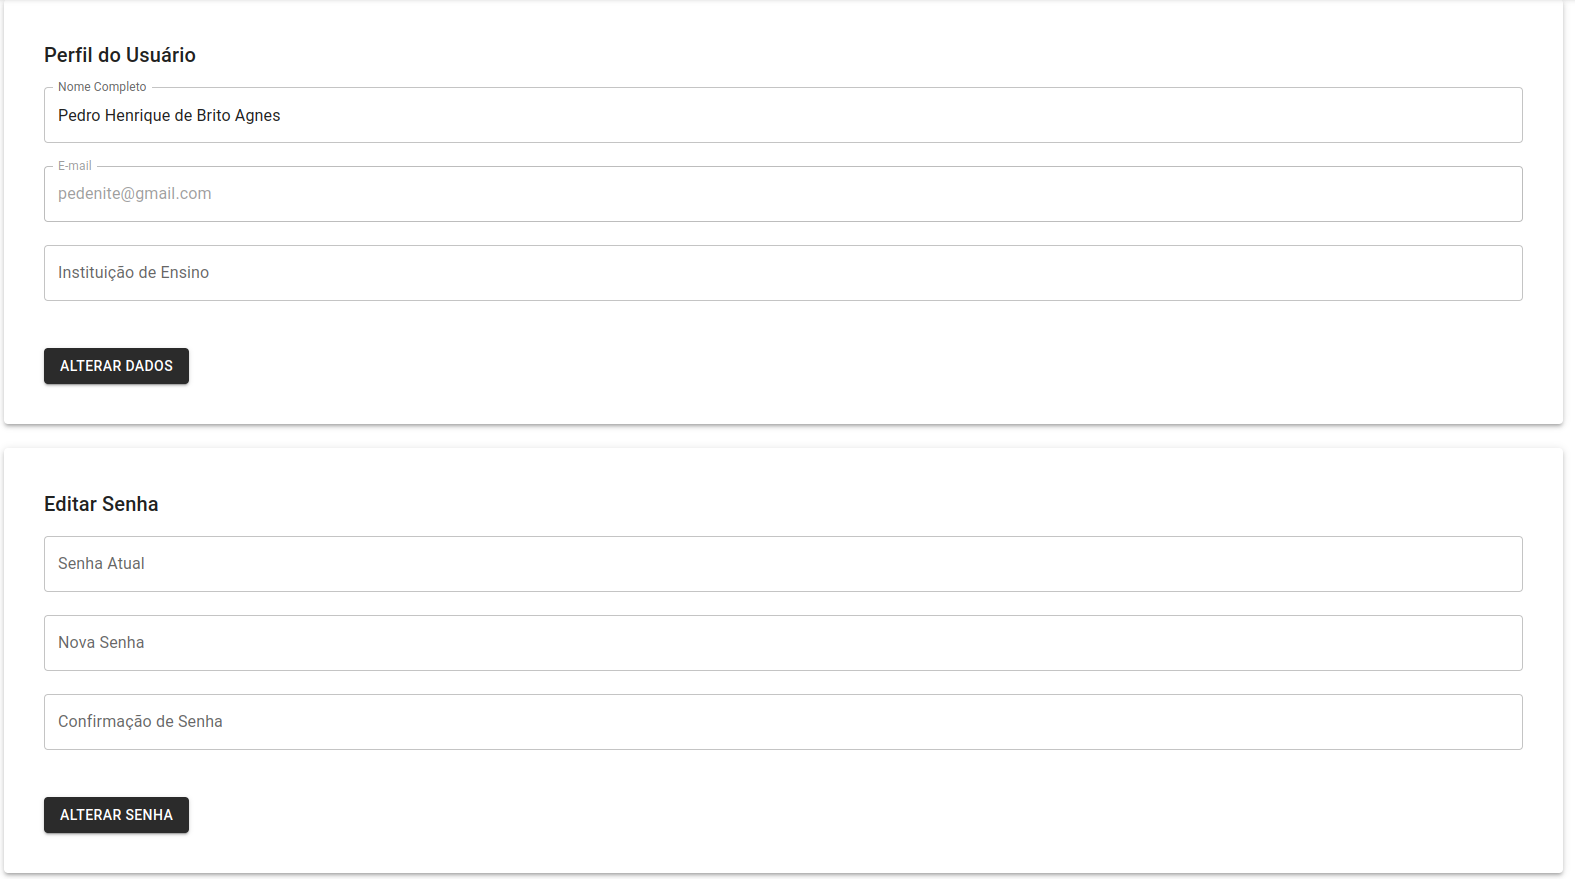 Perfil do Usuário
Nome Completo
Pedro Henrique de Brito Agnes
E-mail
pedenite@gmail.com
Instituição de Ensino
ALTERAR DADOS
Editar Senha
Senha Atual
Nova Senha
Confirmação de Senha
ALTERAR SENHA